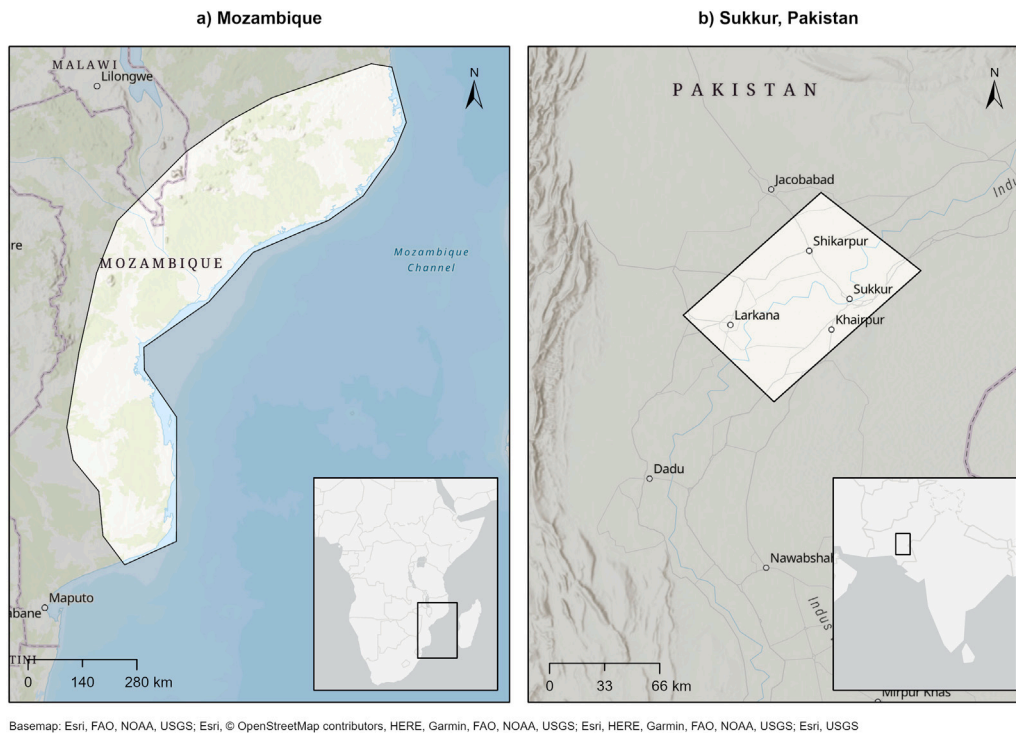 a) Mozambique
b) Sukkur, Pakistan
MALAWI
Lilongwe
N
re
MOZAMBIQUE
Mozambique
Channel
Maputo
abane
TINI
0 140 280 km
N
PAKISTAN
Indu
Jacobabad
Shikarpur
Sukkur
Larkana
Khairpur
Dadu
Nawabshah
Indus
Mirpur Khas
0 33 66 km
Basemap: Esri, FAO, NOAA, USGS; Esri, © OpenStreetMap contributors, HERE, Garmin, FAO, NOAA, USGS; Esri, HERE, Garmin, FAO, NOAA, USGS; Esri, USGS